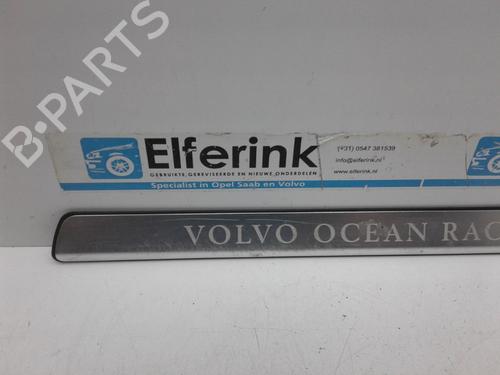 B-PARTS
Elferink
GEBRUIKTE, GEREVISEERDE EN NIEUWE ONDERDELEN
Specialist in Opel Saab en Volvo
(+31) 0547 381539
info@elferink.nl
www.elferink.nl
VOLVO OCEAN RAC